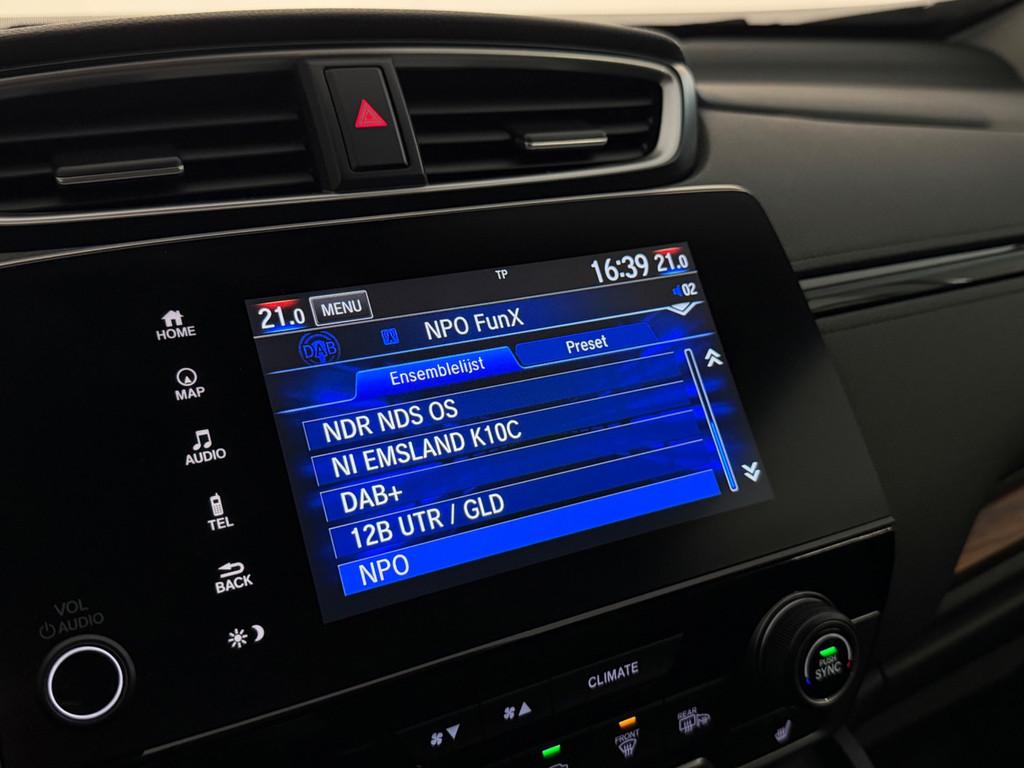 TP
16:39
21.0
21.0
MENU
02
DAB
NPO FunX
Ensemblelijst
Preset
NDR NDS OS
NI EMSLAND K10C
DAB+
12B UTR / GLD
NPO
HOME
MAP
AUDIO
TEL
BACK
VOL
AUDIO
CLIMATE
PUSH
SYNC
FRONT
REAR